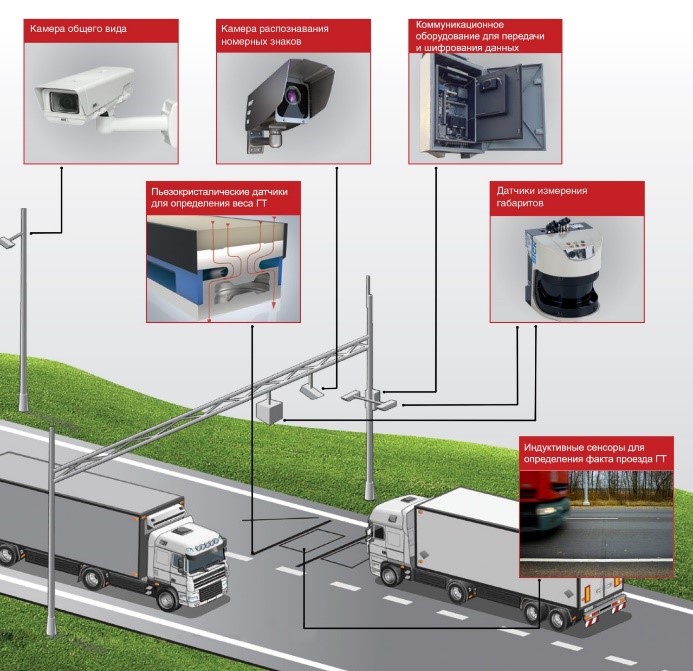 Камера общего вида
Камера распознавания
номерных знаков
Коммуникационное
оборудование для передачи
и шифрования данных
Пьезокристалические датчики
для определения веса ГТ
Датчики измерения
габаритов
Индуктивные сенсоры для
определения факта проезда ГТ